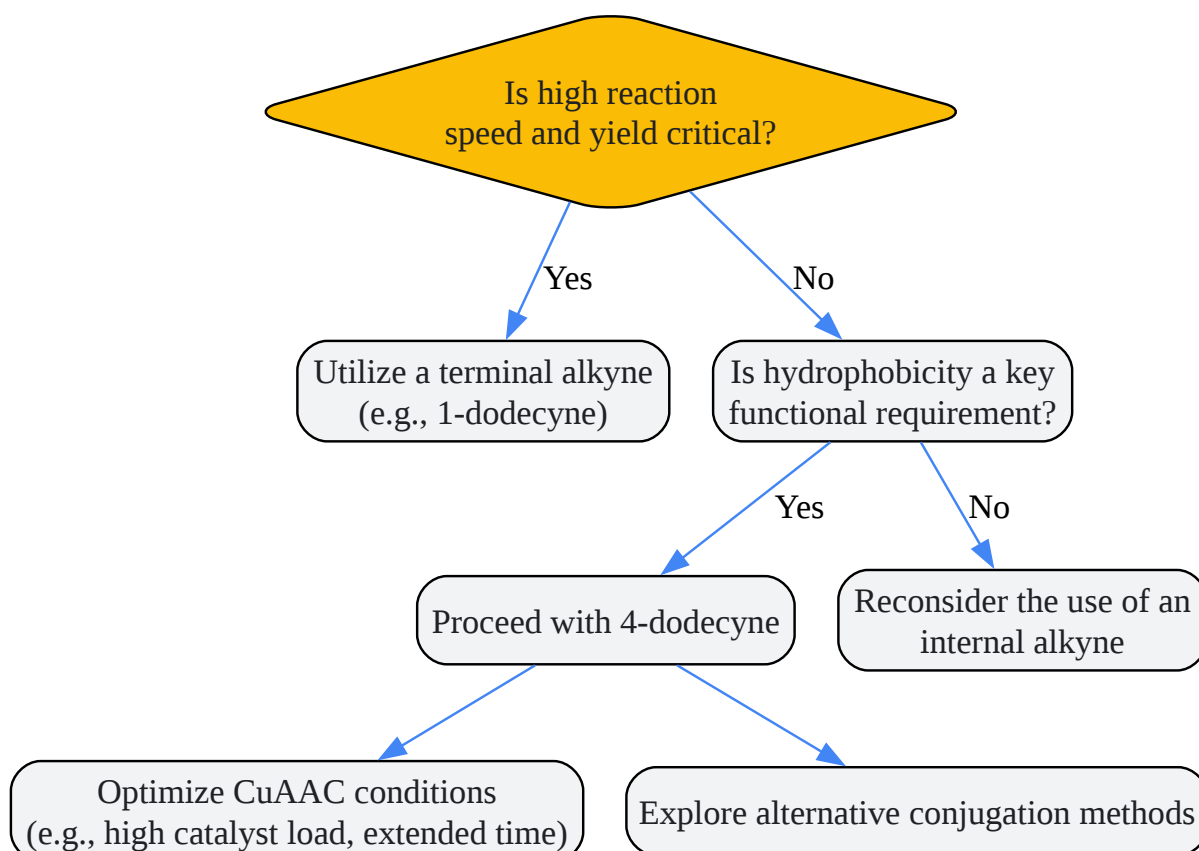 Is high reaction
speed and yield critical?
Yes
No
Utilize a terminal alkyne
(e.g., 1-dodecyne)
Is hydrophobicity a key
functional requirement?
Yes
No
Proceed with 4-dodecyne
Reconsider the use of an
internal alkyne
Optimize CuAAC conditions
(e.g., high catalyst load, extended time)
Explore alternative conjugation methods